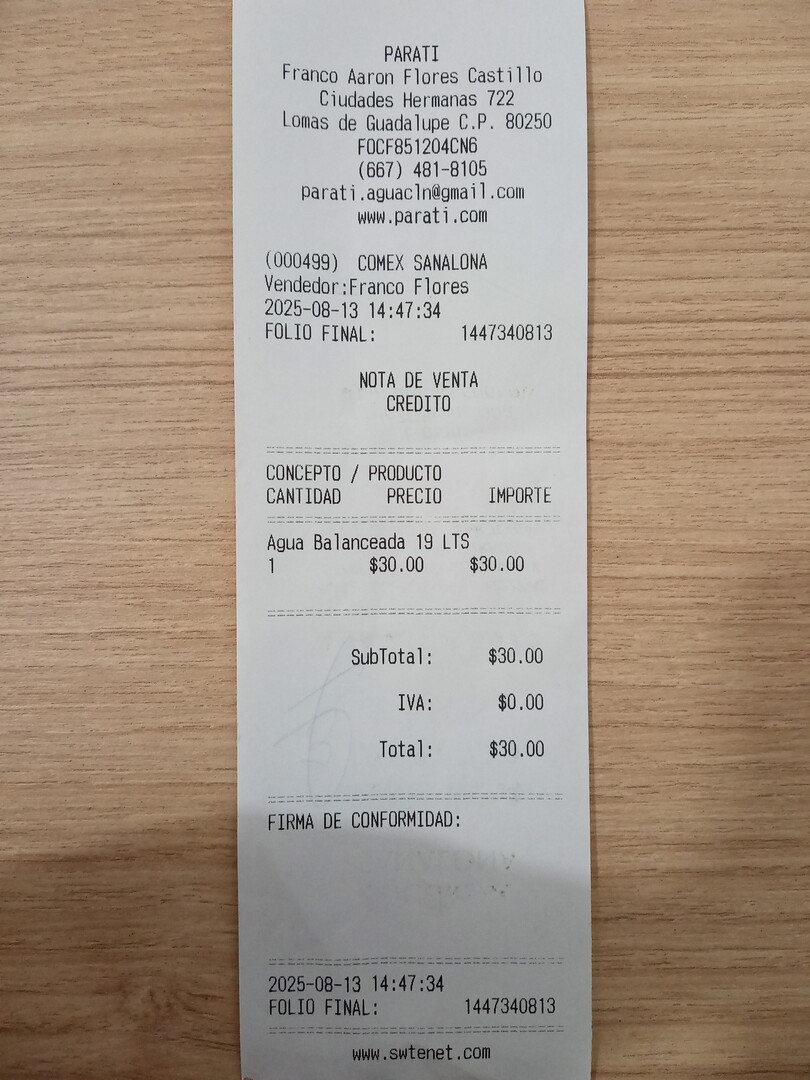 PARATI
Franco Aaron Flores Castillo
Ciudades Hermanas 722
Lomas de Guadalupe C.P. 80250
FOCF851204CN6
(667) 481-8105
parati.aguacln@gmail.com
www.parati.com
(000499) COMEX SANALONA
Vendedor:Franco Flores
2025-08-13 14:47:34
FOLIO FINAL: 1447340813
NOTA DE VENTA
CREDITO
CONCEPTO / PRODUCTO
CANTIDAD PRECIO IMPORTE
Agua Balanceada 19 LTS
1 $30.00 $30.00
SubTotal: $30.00
IVA: $0.00
Total: $30.00
FIRMA DE CONFORMIDAD:
2025-08-13 14:47:34
FOLIO FINAL: 1447340813
www.swtenet.com